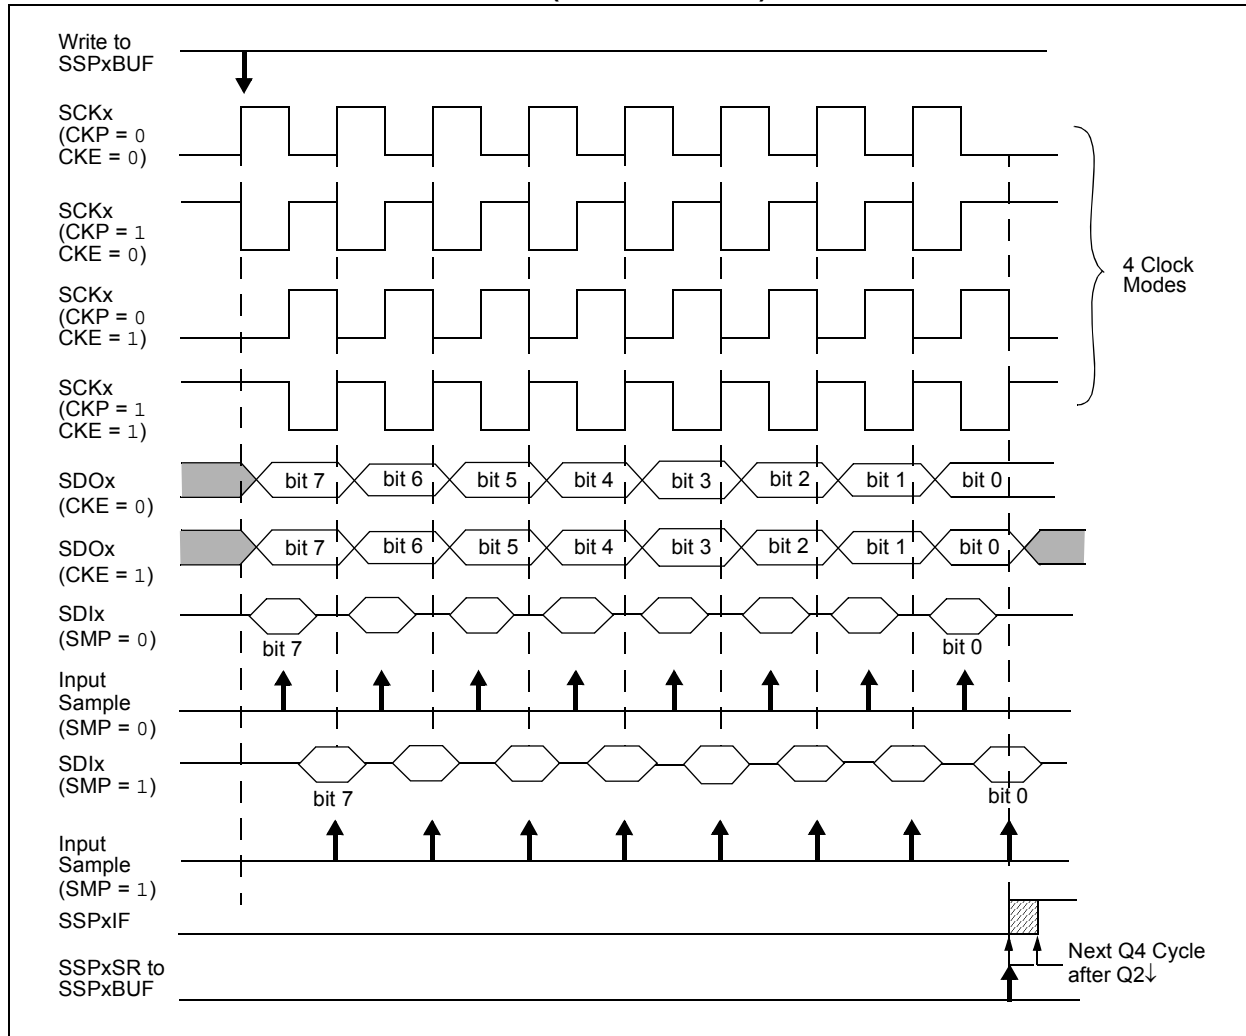 Write to
SSPxBUF
SCKx
(CKP = 0
CKE = 0)
SCKx
(CKP = 1
CKE = 0)
SCKx
(CKP = 0
CKE = 1)
SCKx
(CKP = 1
CKE = 1)
4 Clock
Modes
SDOx
(CKE = 0)
bit 7 bit 6 bit 5 bit 4 bit 3 bit 2 bit 1 bit 0
SDOx
(CKE = 1)
bit 7 bit 6 bit 5 bit 4 bit 3 bit 2 bit 1 bit 0
SDIx
(SMP = 0)
bit 7 bit 0
Input
Sample
(SMP = 0)
SDIx
(SMP = 1)
bit 7 bit 0
Input
Sample
(SMP = 1)
SSPxIF
SSPxSR to
SSPxBUF
Next Q4 Cycle
after Q2↓